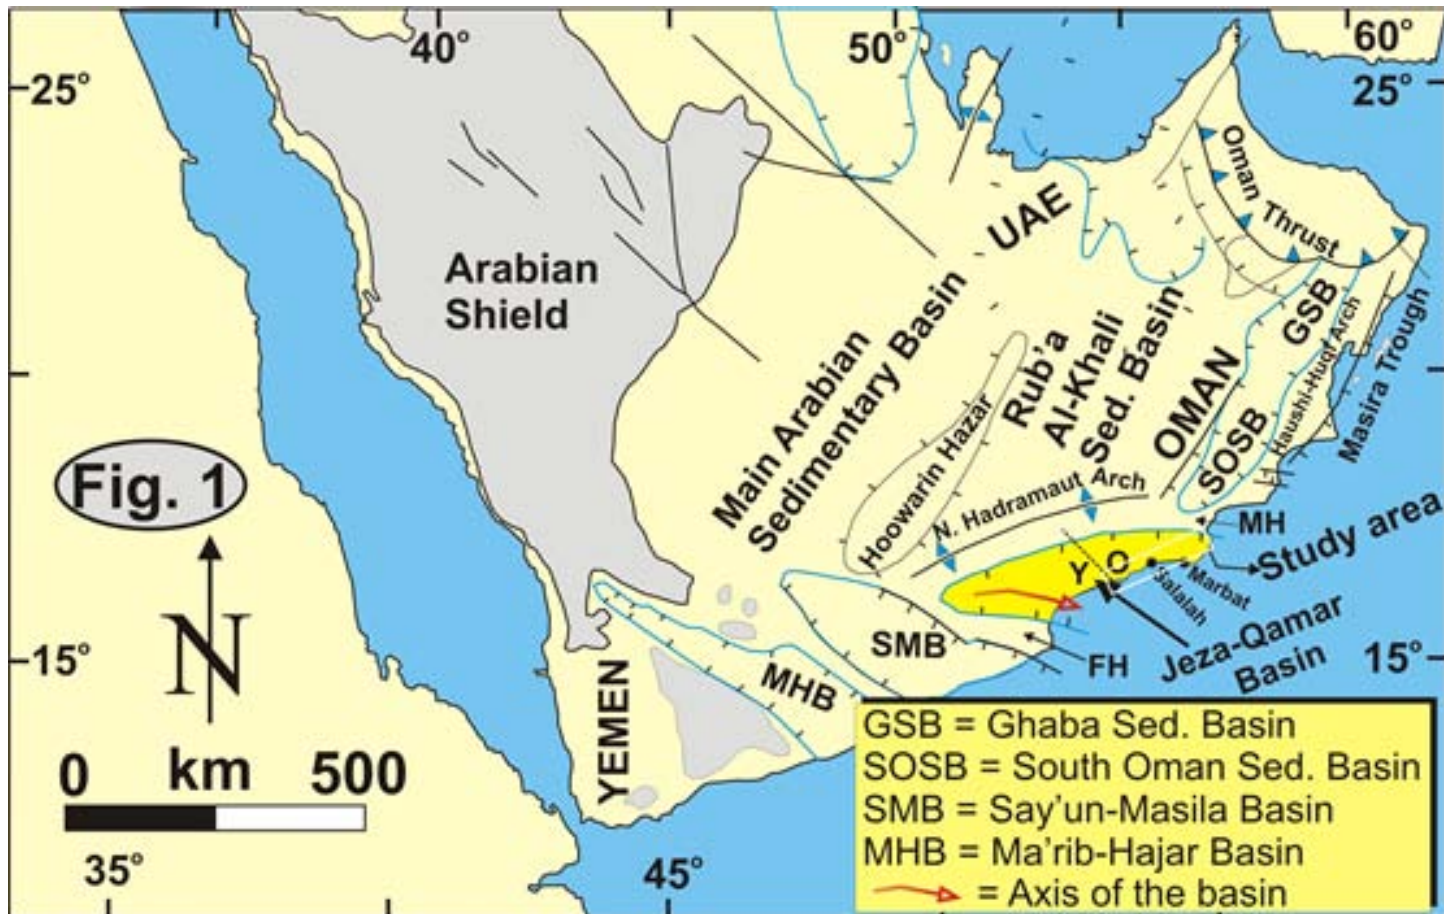 40°
50°
60°
25°
25°
Oman Thrust
UAE
Arabian
Shield
Main Arabian
Sedimentary Basin
Rub'a
Al-Khali
Sed. Basin
OMAN
GSB
SOSB
Haushi-Huqf Arch
Masira Trough
Hoowarin Hazar
N. Hadramaut Arch
Fig. 1
N
MH
Study area
Y O
Salalah
Marbat
Jeza-Qamar
Basin
15°
15°
SMB
FH
MHB
YEMEN
0 km 500
35°
45°
GSB = Ghaba Sed. Basin
SOSB = South Oman Sed. Basin
SMB = Say'un-Masila Basin
MHB = Ma'rib-Hajar Basin
= Axis of the basin